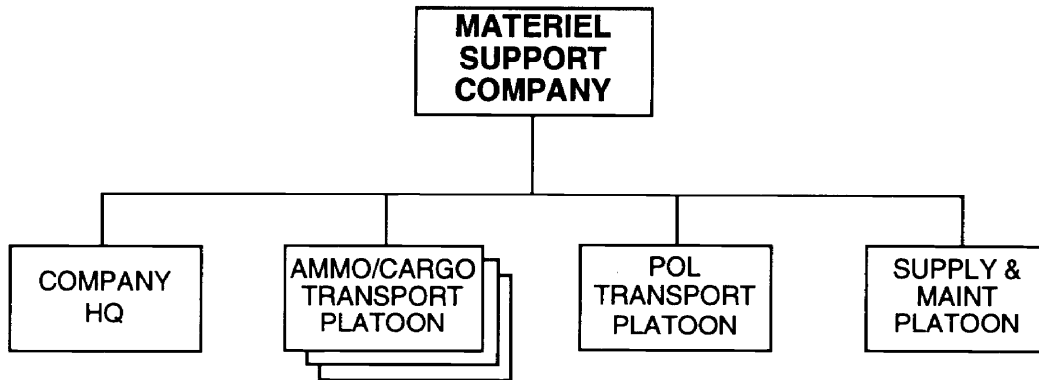 MATERIEL
SUPPORT
COMPANY
COMPANY
HQ
AMMO/CARGO
TRANSPORT
PLATOON
POL
TRANSPORT
PLATOON
SUPPLY &
MAINT
PLATOON